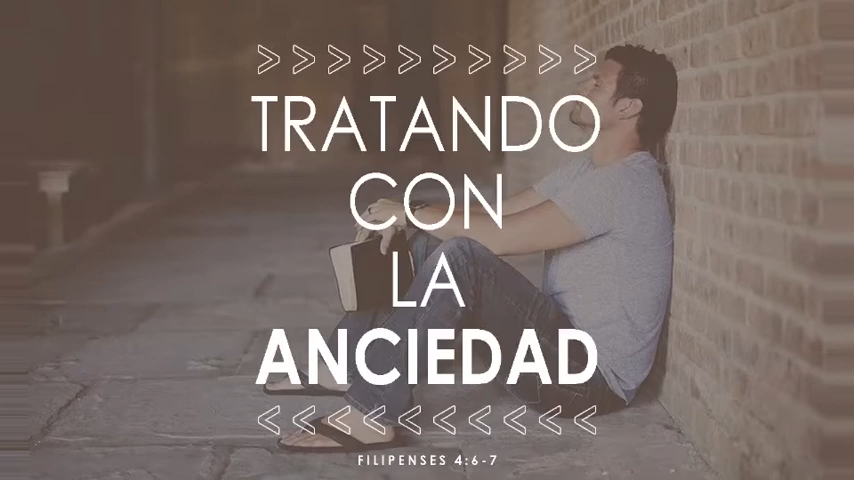 TRATANDO
CON
LA
ANCIEDAD
FILIPENSES 4:6-7